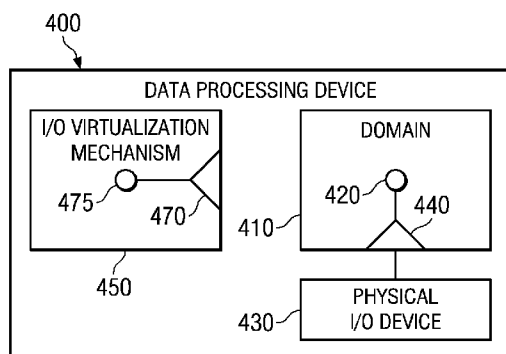 400
DATA PROCESSING DEVICE
I/O VIRTUALIZATION
MECHANISM
475
470
450
DOMAIN
420
440
410
430
PHYSICAL
I/O DEVICE